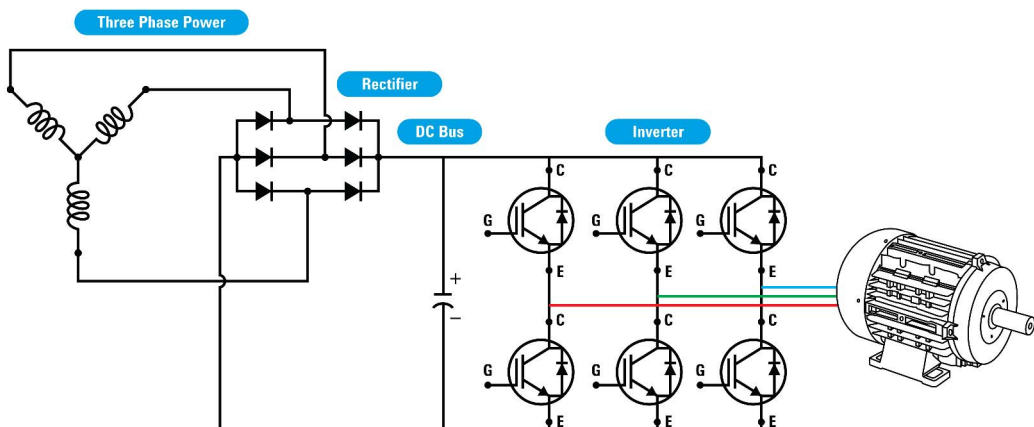 Three Phase Power
Rectifier
DC Bus
Inverter
C C C
G G G
E E E
+
−
C C C
G G G
E E E